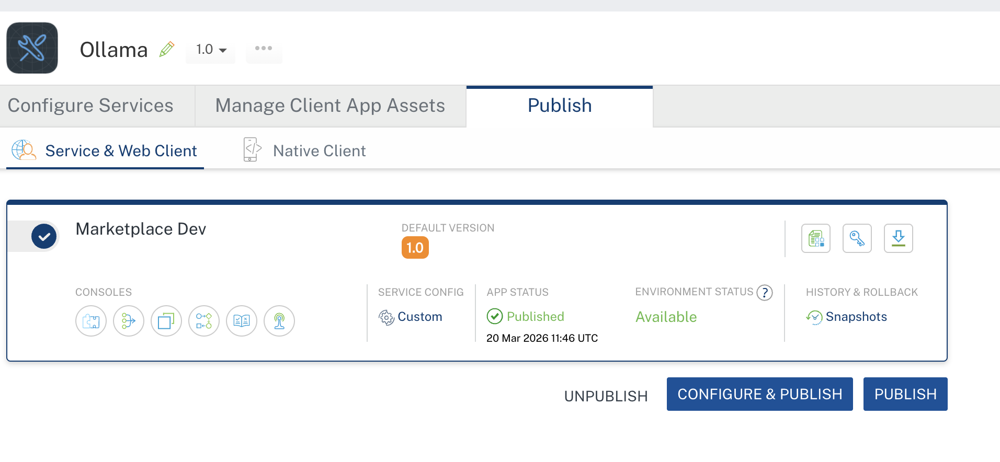 Ollama
1.0
Configure Services
Manage Client App Assets
Publish
Service & Web Client
Native Client
Marketplace Dev
DEFAULT VERSION
1.0
CONSOLES
SERVICE CONFIG
Custom
APP STATUS
Published
20 Mar 2026 11:46 UTC
ENVIRONMENT STATUS ?
Available
HISTORY & ROLLBACK
Snapshots
UNPUBLISH
CONFIGURE & PUBLISH
PUBLISH